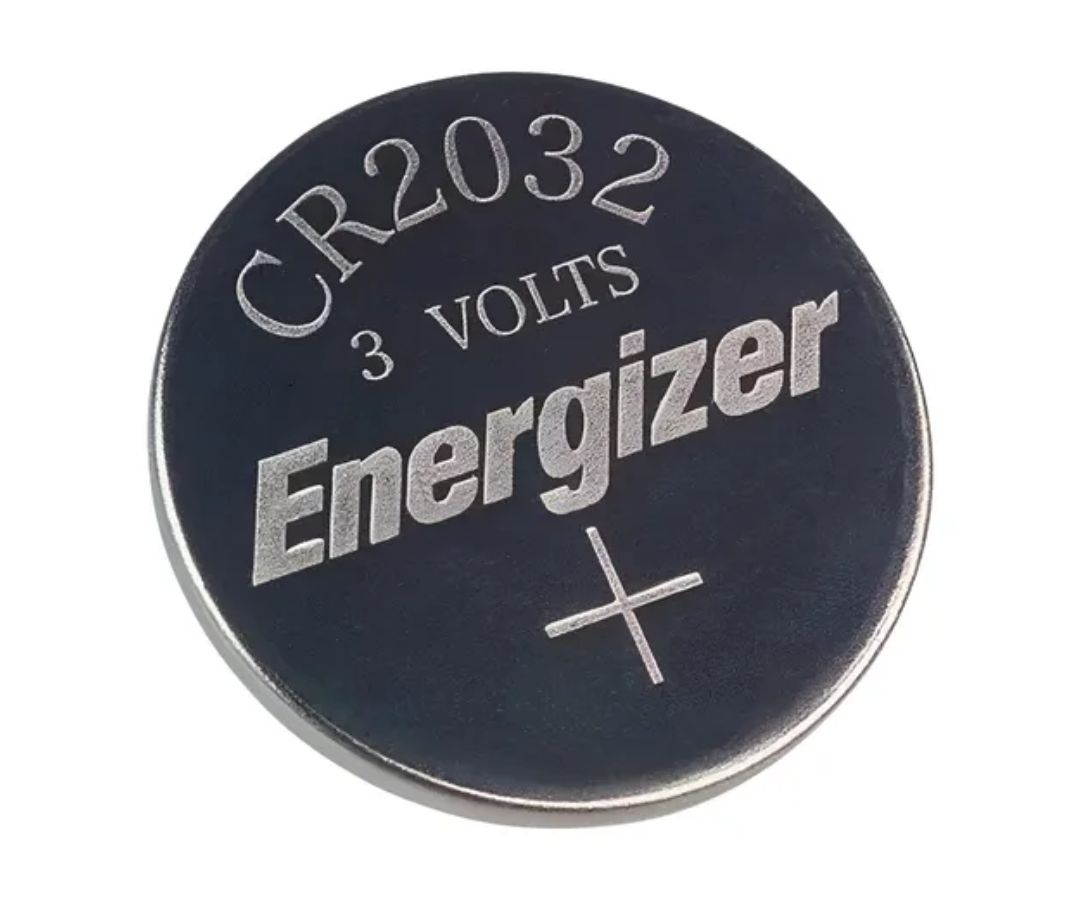 CR2032
3 VOLTS
Energizer
+